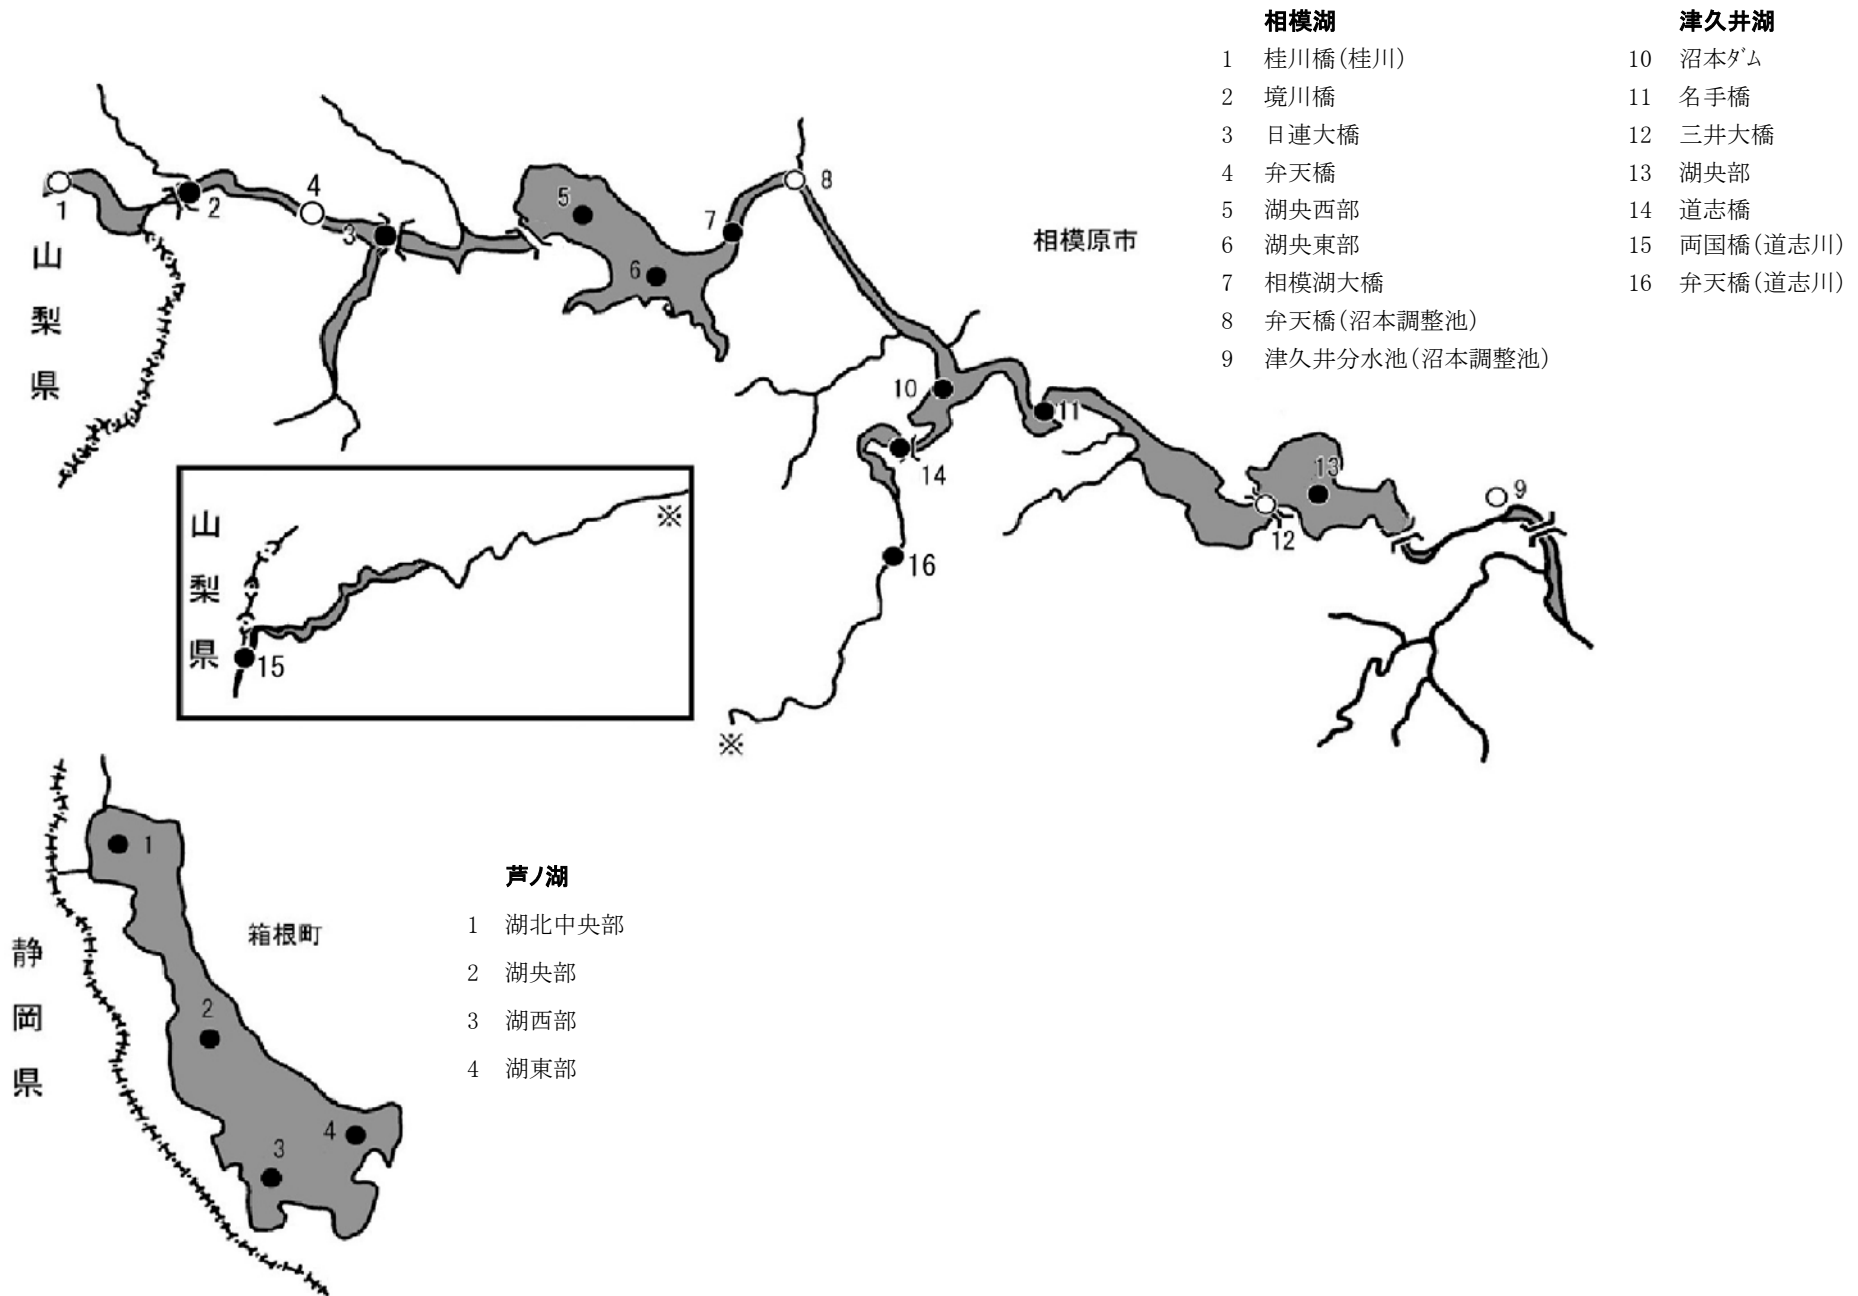 相模湖
1 桂川橋(桂川)
2 境川橋
3 日連大橋
4 弁天橋
5 湖央西部
6 湖央東部
7 相模湖大橋
8 弁天橋(沼本調整池)
9 津久井分水池(沼本調整池)
津久井湖
10 沼本ダム
11 名手橋
12 三井大橋
13 湖央部
14 道志橋
15 両国橋(道志川)
16 弁天橋(道志川)
1
2
4
3
5
6
7
8
相模原市
山梨県
10
11
14
13
12
9
16
※
山梨県
※
15
1
静岡県
箱根町
2
3
4
芦ノ湖
1 湖北中央部
2 湖央部
3 湖西部
4 湖東部